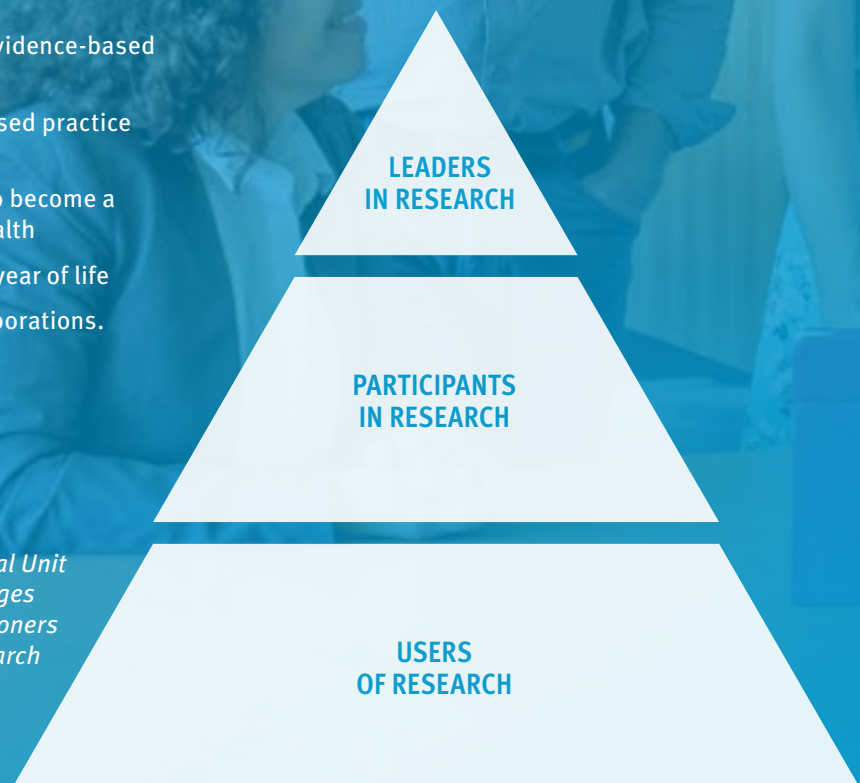 vidence-based
sed practice
o become a
alth
year of life
orations.
al Unit
ges
oners
arch
LEADERS
IN RESEARCH
PARTICIPANTS
IN RESEARCH
USERS
OF RESEARCH